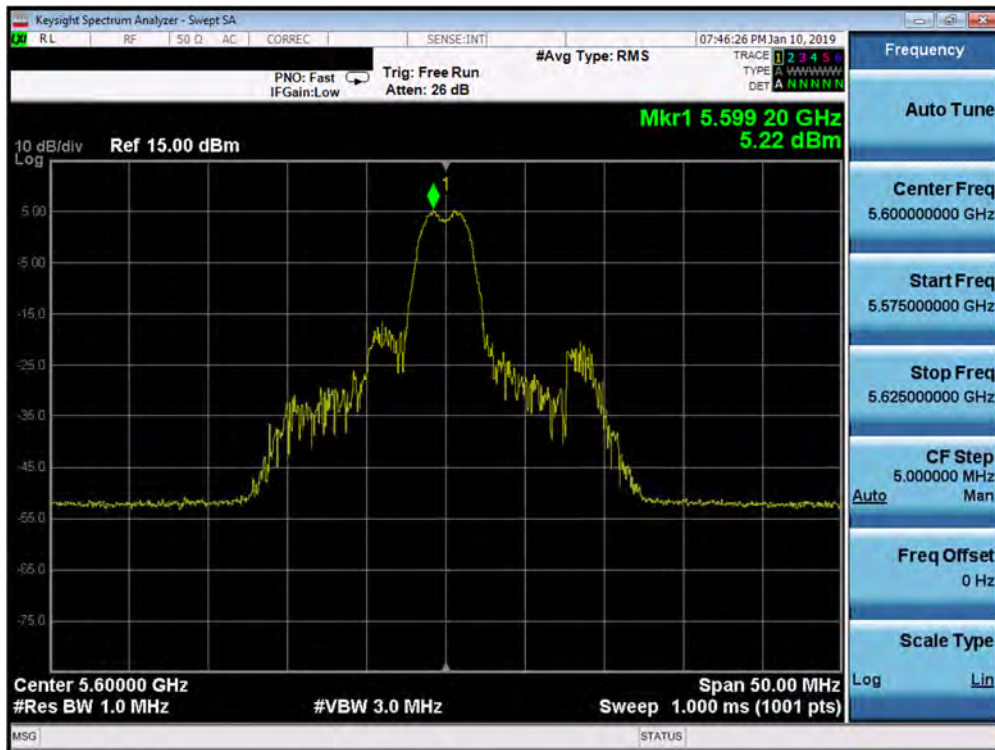 Keysight Spectrum Analyzer - Swept SA
LXI RL RF 50 Ω AC CORREC SENSE:INT 07:46:26 PM Jan 10, 2019
PNO: Fast Trig: Free Run #Avg Type: RMS TRACE 1 2 3 4 5 6
IFGain:Low Atten: 26 dB TYPE A WWWWW
DET A N N N N N
Mkr1 5.599 20 GHz
5.22 dBm
10 dB/div Ref 15.00 dBm
Log
1
5.00
-5.00
-15.0
-25.0
-35.0
-45.0
-55.0
-65.0
-75.0
Center 5.60000 GHz Span 50.00 MHz
#Res BW 1.0 MHz #VBW 3.0 MHz Sweep 1.000 ms (1001 pts)
MSG STATUS
Frequency
Auto Tune
Center Freq
5.600000000 GHz
Start Freq
5.575000000 GHz
Stop Freq
5.625000000 GHz
CF Step
5.000000 MHz
Auto Man
Freq Offset
0 Hz
Scale Type
Log Lin